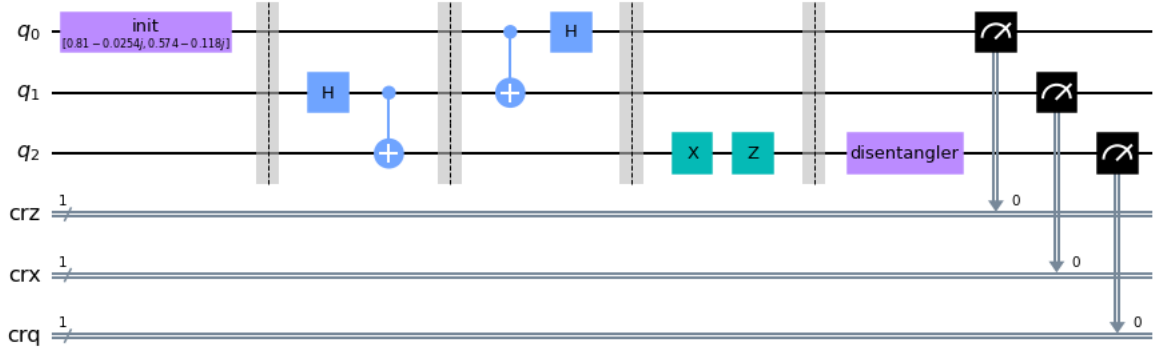 q0 init
[0.81 − 0.0254j, 0.574 − 0.118j]
H
q1 H
q2 X Z disentangler
crz 1 0
crx 1 0
crq 1 0